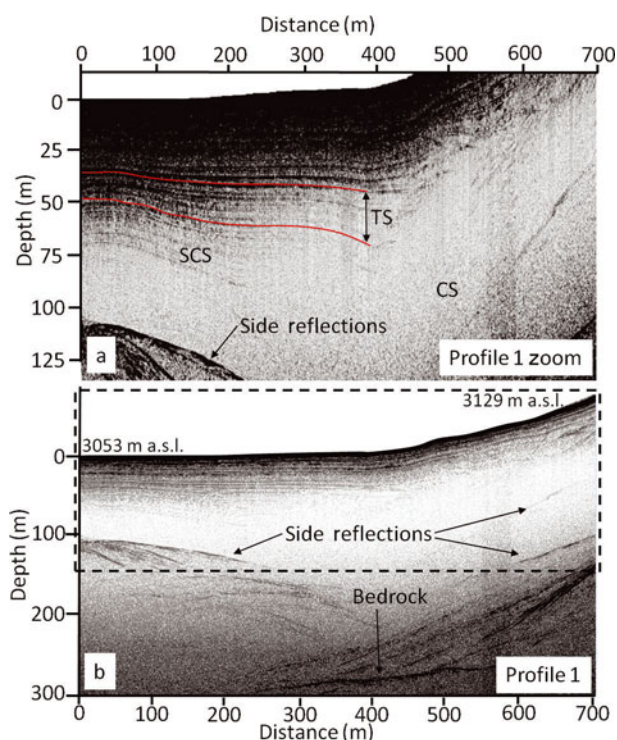 Distance (m)
0 100 200 300 400 500 600 700
0
25
50
75
100
125
Depth (m)
TS
SCS
CS
Side reflections
a
Profile 1 zoom
3129 m a.s.l.
3053 m a.s.l.
0
100
200
300
Depth (m)
Side reflections
Bedrock
b
Profile 1
0 100 200 300 400 500 600 700
Distance (m)